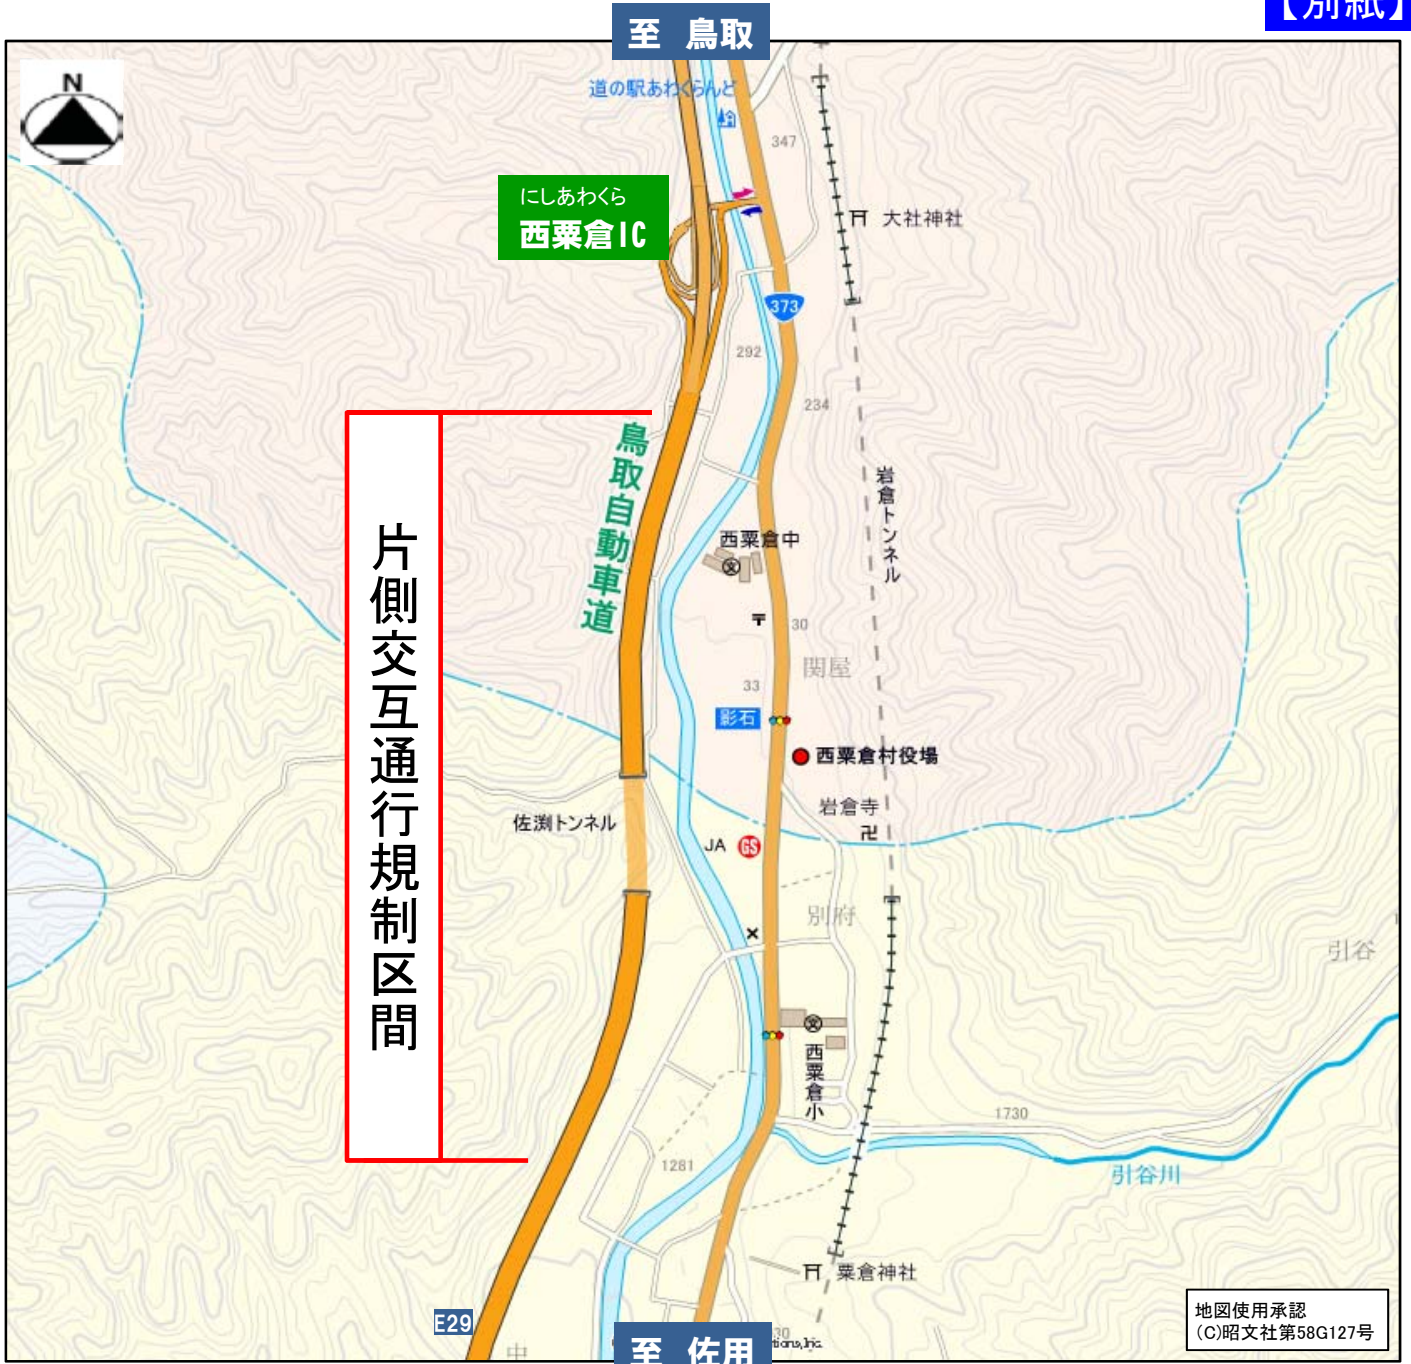 【別紙】
至 鳥取
N
道の駅あわくらんど
347
にしあわくら
西粟倉IC
大社神社
373
292
234
鳥取自動車道
岩倉トンネル
西粟倉中
片側交互通行規制区間
30
関屋
33
影石
西粟倉村役場
岩倉寺
佐渕トンネル
JA GS
別府
引谷
西粟倉小
1730
1281
引谷川
粟倉神社
E29
中
至 佐用
地図使用承認
(C)昭文社第58G127号